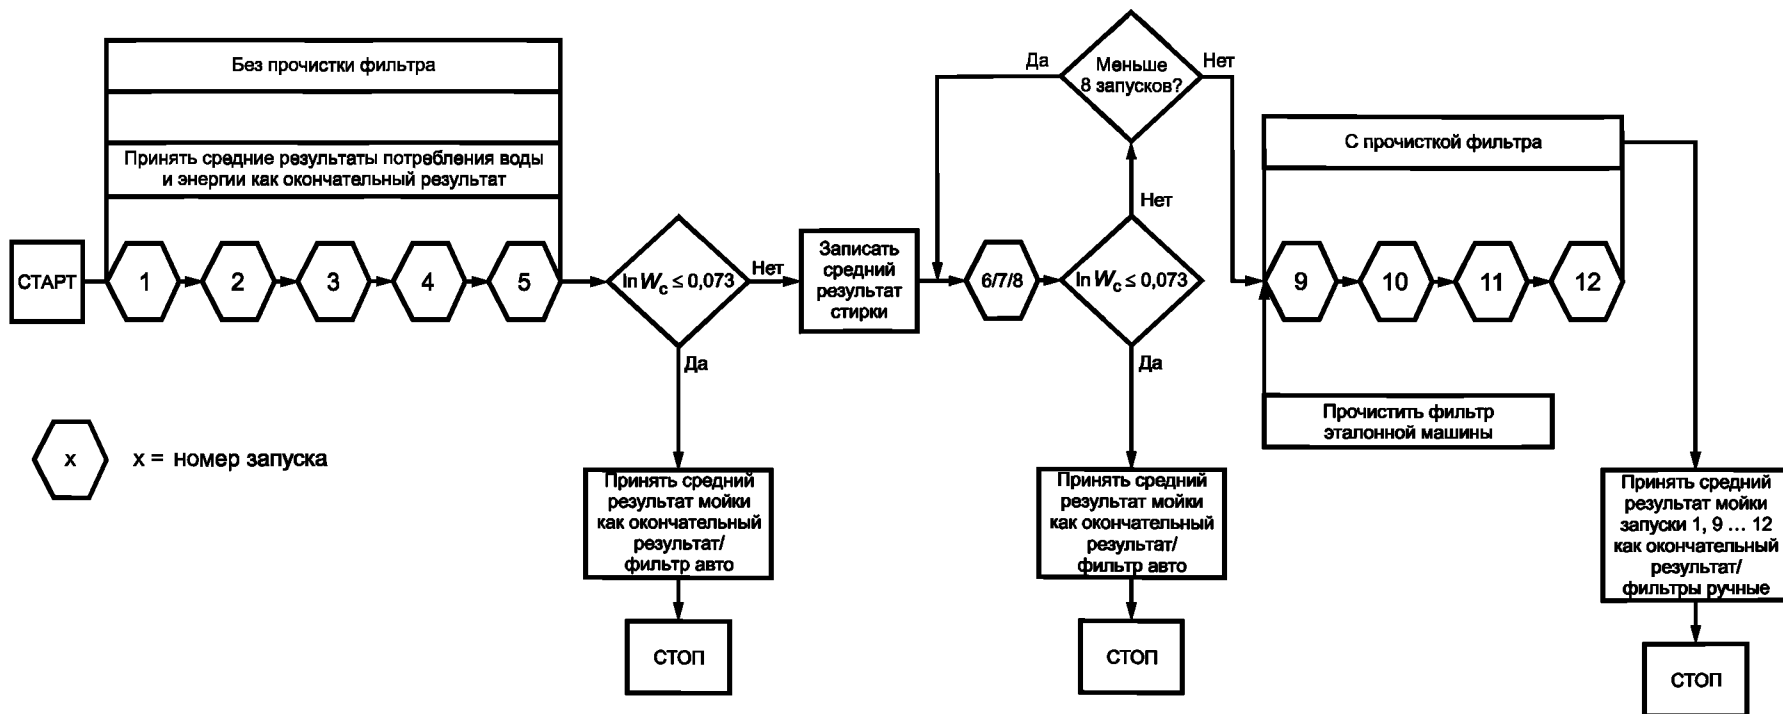 Без прочистки фильтра
Принять средние результаты потребления воды
и энергии как окончательный результат
СТАРТ
1
2
3
4
5
ln Wc ≤ 0,073
Нет
Да
Принять средний
результат мойки
как окончательный
результат/
фильтр авто
СТОП
Записать
средний
результат
стирки
6/7/8
ln Wc ≤ 0,073
Нет
Да
Меньше
8 запусков?
Да
Нет
Принять средний
результат мойки
как окончательный
результат/
фильтр авто
СТОП
С прочисткой фильтра
9
10
11
12
Прочистить фильтр
эталонной машины
Принять средний
результат мойки
запуски 1, 9 ... 12
как окончательный
результат/
фильтры ручные
СТОП
x
x = номер запуска